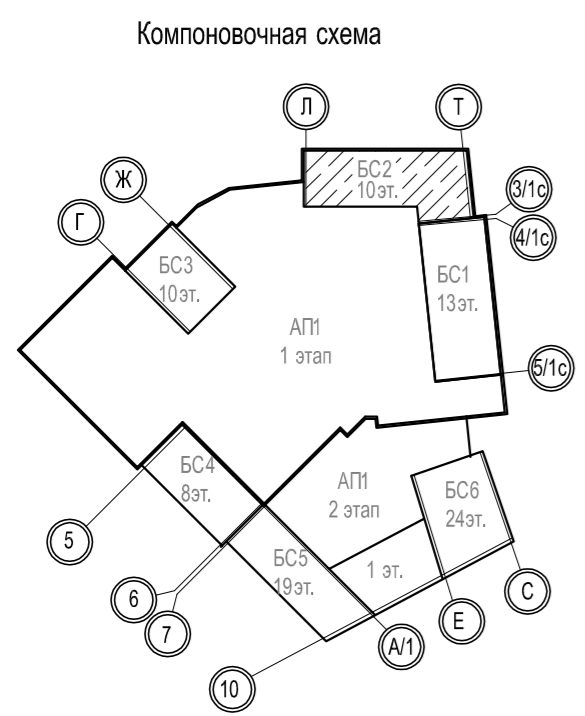 Компоновочная схема
Л
Т
Ж
БС2
10эт.
3/1с
Г
4/1с
БС3
10эт.
БС1
13эт.
АП1
1 этап
5/1с
БС4
8эт.
АП1
2 этап
БС6
24эт.
5
БС5
19эт.
1 эт.
6
С
7
Е
А/1
10